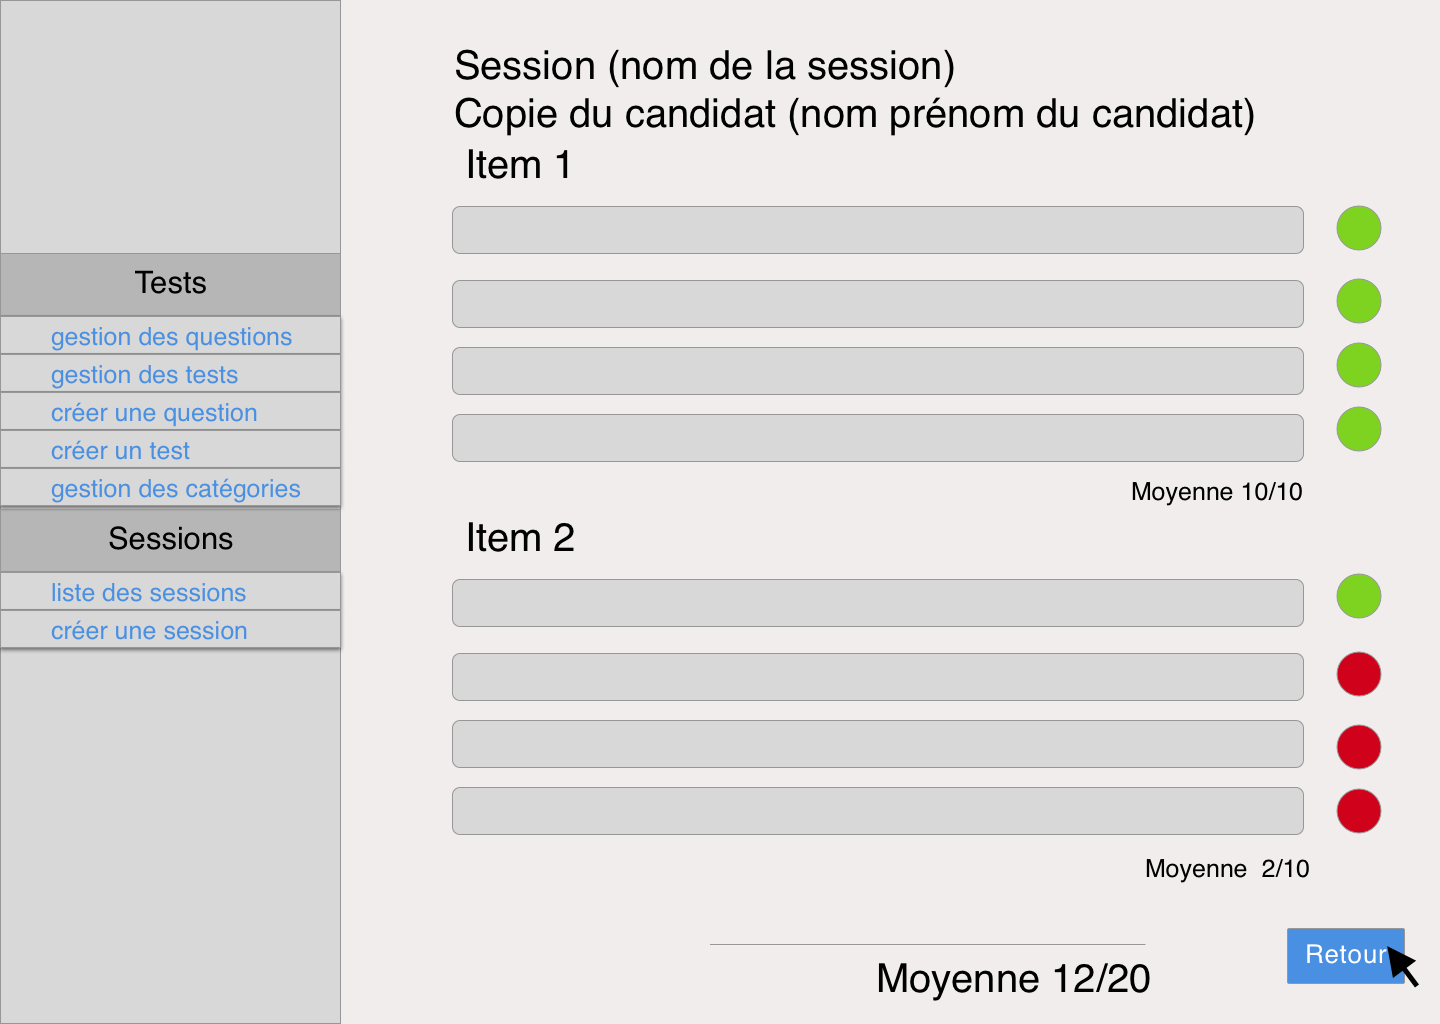 Tests
gestion des questions
gestion des tests
créer une question
créer un test
gestion des catégories
Sessions
liste des sessions
créer une session
Session (nom de la session)
Copie du candidat (nom prénom du candidat)
Item 1
Moyenne 10/10
Item 2
Moyenne 2/10
Moyenne 12/20
Retour